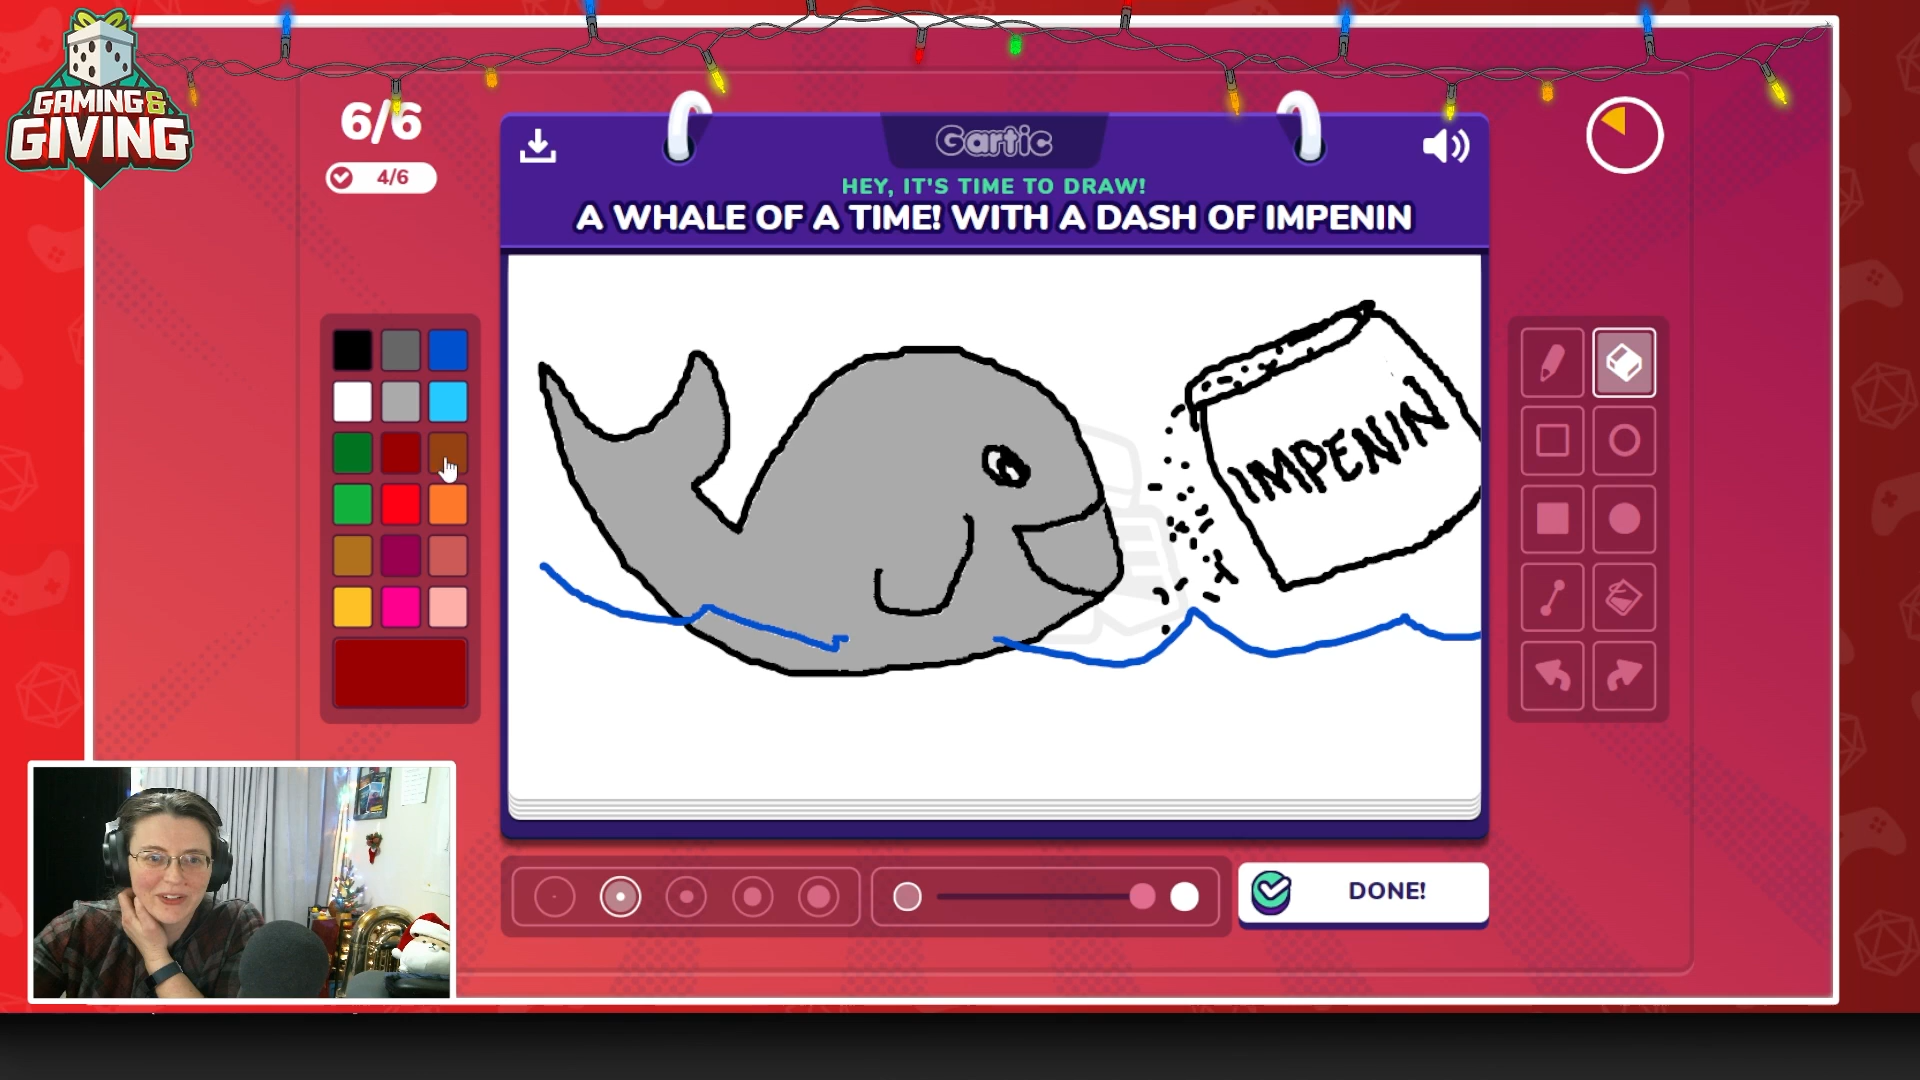 GAMING &
GIVING
6/6
4/6
Gartic
HEY, IT'S TIME TO DRAW!
A WHALE OF A TIME! WITH A DASH OF IMPENIN
IMPENIN
DONE!